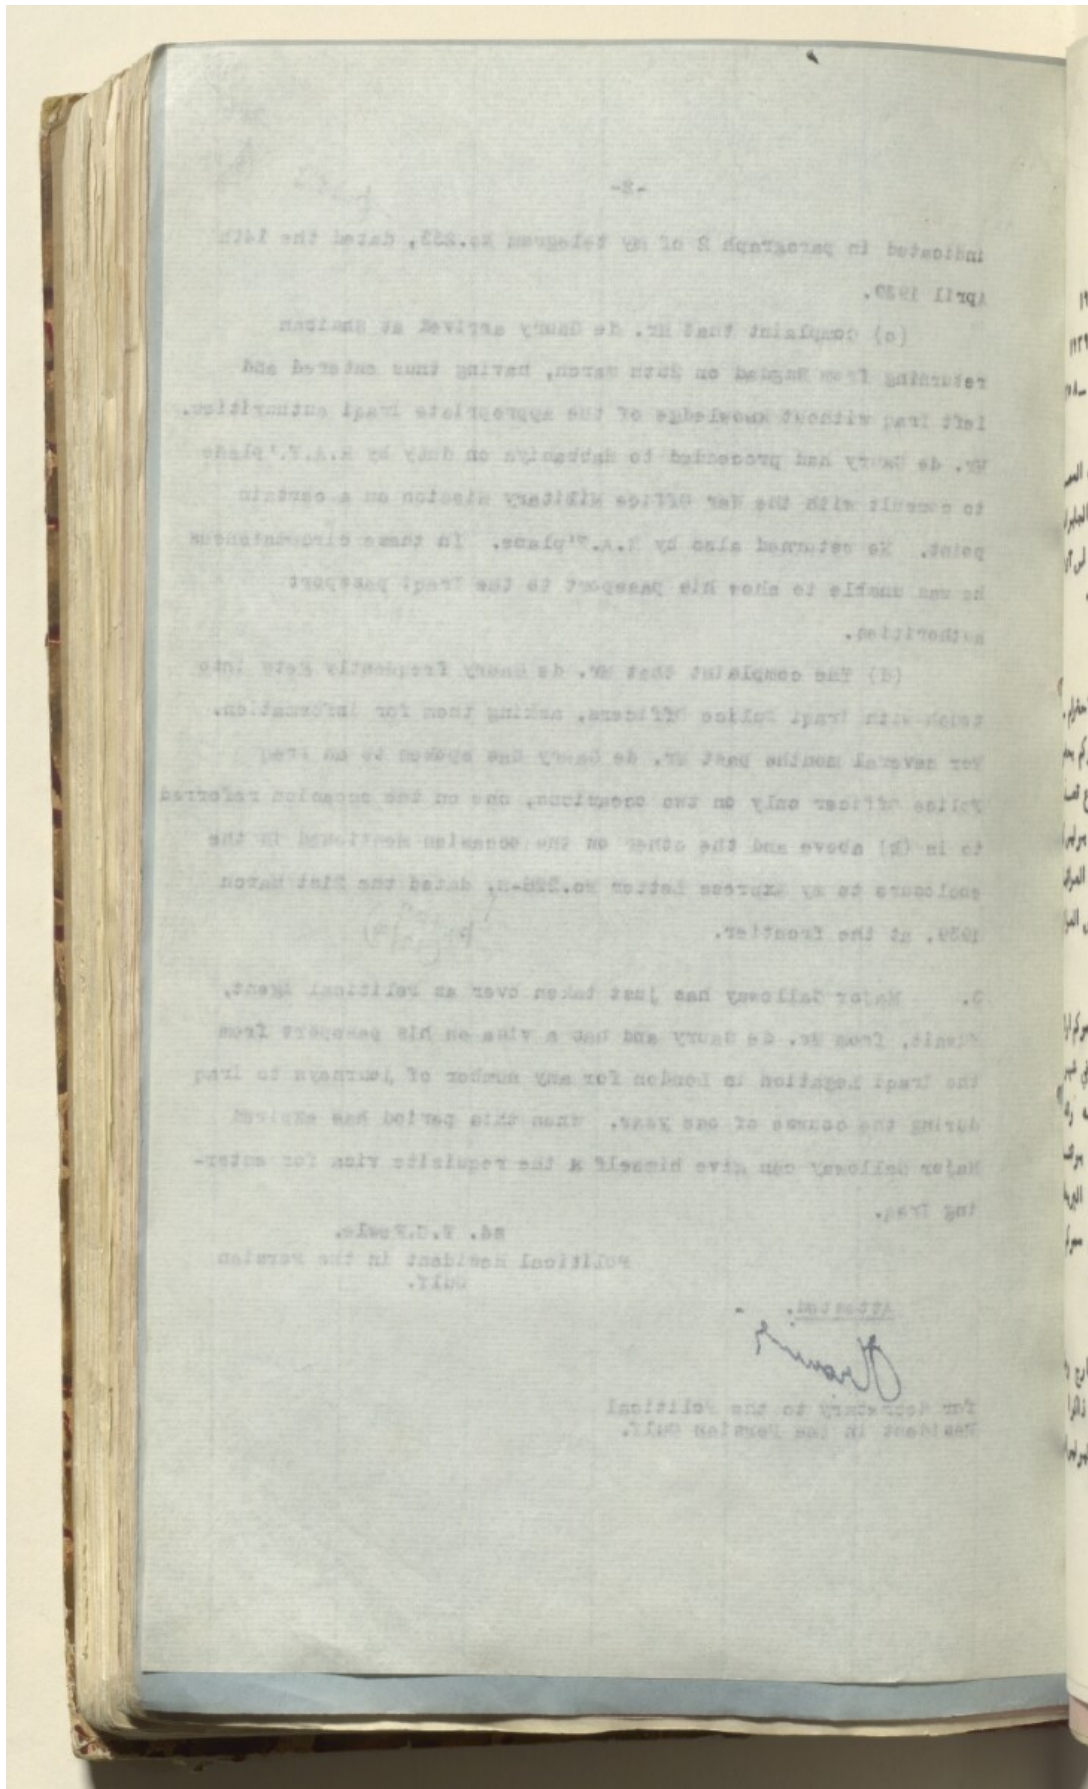 -2-
indicated in paragraph 2 of my telegram No.253, dated the 14th
April 1939.
(c) Complaint that Mr. de Gaury arrived at Shaibah
returning from Bagdad on 20th March, having thus entered and
left Iraq without knowledge of the appropriate Iraqi authorities.
Mr. de Gaury had proceeded to Habbaniya on duty by R.A.F.'plane
to consult with the War Office Military Mission on a certain
point. He returned also by R.A.F.'plane. In these circumstances
he was unable to show his passport to the Iraqi passport
authorities.
(d) The complaint that Mr. de Gaury frequently gets into
touch with Iraqi Police Officers, asking them for information.
For several months past Mr. de Gaury has spoken to an Iraq
Police Officer only on two occasions, one on the occasion referred
to in (b) above and the other on the occasion mentioned in the
enclosure to my Express Letter No. dated the 21st March
1939, at the frontier.
Major Galloway has just taken over as Political Agent,
Kuwait, from Mr. de Gaury and has a visa on his passport from
the Iraqi Legation in London for any number of journeys to Iraq
during the course of one year. When this period has expired
Major Galloway can give himself the requisite visa for enter-
ing Iraq.
sd. T.C.Fowle.
Political Resident in the Persian
Gulf.
Attested.
for Secretary to the Political
Resident in the Persian Gulf.